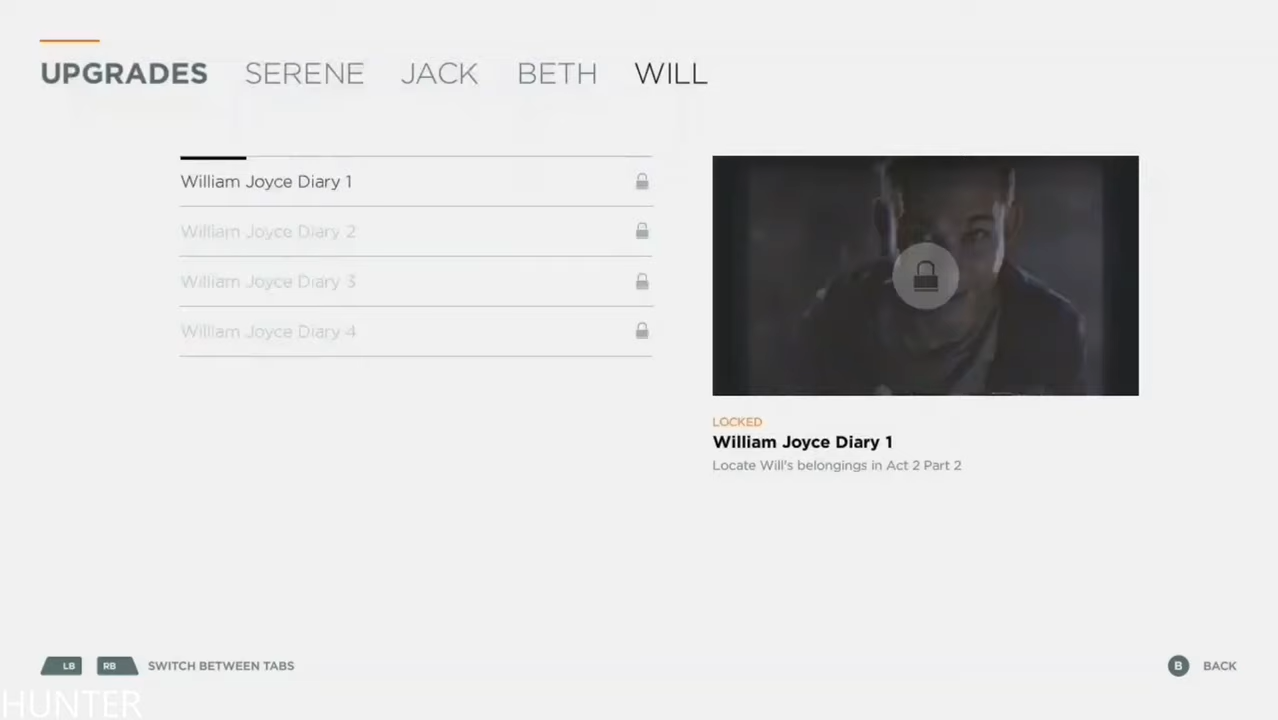 UPGRADES SERENE JACK BETH WILL
William Joyce Diary 1
William Joyce Diary 2
William Joyce Diary 3
William Joyce Diary 4
LOCKED
William Joyce Diary 1
Locate Will's belongings in Act 2 Part 2
LB RB SWITCH BETWEEN TABS
B BACK
HUNTER